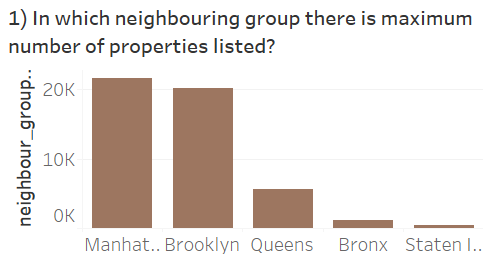 1) In which neighbouring group there is maximum
number of properties listed?
neighbour_group..
20K
10K
0K
Manhat.. Brooklyn Queens Bronx Staten I..